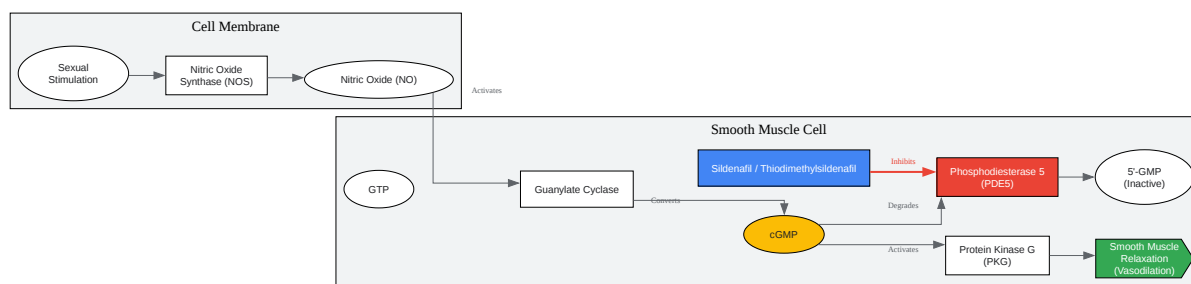 Cell Membrane
Sexual
Stimulation
Nitric Oxide
Synthase (NOS)
Nitric Oxide (NO)
Activates
Smooth Muscle Cell
GTP
Guanylate Cyclase
Converts
Sildenafil / Thiodimethylsildenafil
Inhibits
Phosphodiesterase 5
(PDE5)
5'-GMP
(Inactive)
Degrades
cGMP
Activates
Protein Kinase G
(PKG)
Smooth Muscle
Relaxation
(Vasodilation)